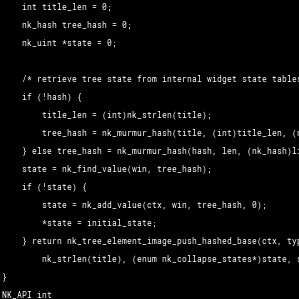 int title_len = 0;
nk_hash tree_hash = 0;
nk_uint *state = 0;
/* retrieve tree state from internal widget state tables
if (!hash) {
title_len = (int)nk_strlen(title);
tree_hash = nk_murmur_hash(title, (int)title_len, (n
} else tree_hash = nk_murmur_hash(hash, len, (nk_hash)li
state = nk_find_value(win, tree_hash);
if (!state) {
state = nk_add_value(ctx, win, tree_hash, 0);
*state = initial_state;
} return nk_tree_element_image_push_hashed_base(ctx, typ
nk_strlen(title), (enum nk_collapse_states*)state, s
}
NK_API int